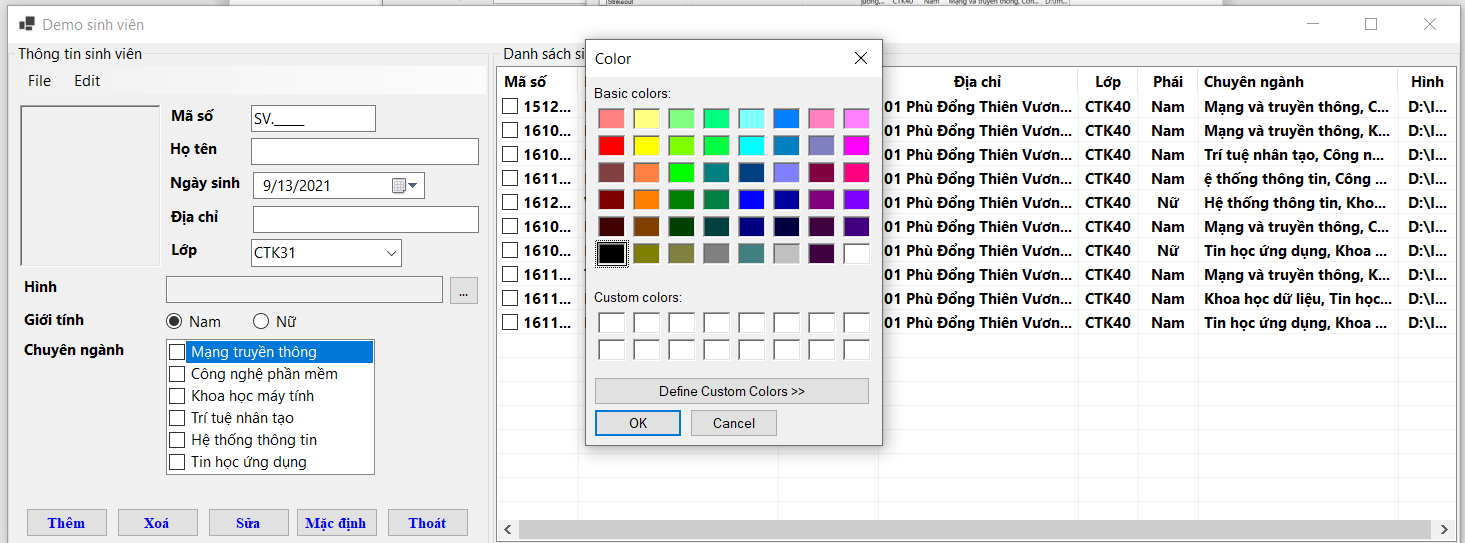 Strikeout
CTK40 Nam Mạng và truyền thông, Côn... D:\Im...
Demo sinh viên
Thông tin sinh viên
File Edit
Mã số SV._____
Họ tên
Ngày sinh 9/13/2021
Địa chỉ
Lớp CTK31
Hình ...
Giới tính Nam Nữ
Chuyên ngành
Mạng truyền thông
Công nghệ phần mềm
Khoa học máy tính
Trí tuệ nhân tạo
Hệ thống thông tin
Tin học ứng dụng
Thêm Xoá Sửa Mặc định Thoát
Danh sách si
Mã số Địa chỉ Lớp Phái Chuyên ngành Hình
1512... 01 Phù Đổng Thiên Vươn... CTK40 Nam Mạng và truyền thông, C... D:\I...
1610... 01 Phù Đổng Thiên Vươn... CTK40 Nam Mạng và truyền thông, K... D:\I...
1610... 01 Phù Đổng Thiên Vươn... CTK40 Nam Trí tuệ nhân tạo, Công n... D:\I...
1611... 01 Phù Đổng Thiên Vươn... CTK40 Nam ệ thống thông tin, Công ... D:\I...
1612... 01 Phù Đổng Thiên Vươn... CTK40 Nữ Hệ thống thông tin, Kho... D:\I...
1610... 01 Phù Đổng Thiên Vươn... CTK40 Nam Mạng và truyền thông, C... D:\I...
1610... 01 Phù Đổng Thiên Vươn... CTK40 Nữ Tin học ứng dụng, Khoa ... D:\I...
1611... 01 Phù Đổng Thiên Vươn... CTK40 Nam Mạng và truyền thông, K... D:\I...
1611... 01 Phù Đổng Thiên Vươn... CTK40 Nam Khoa học dữ liệu, Tin học... D:\I...
1611... 01 Phù Đổng Thiên Vươn... CTK40 Nam Tin học ứng dụng, Khoa ... D:\I...
Color
Basic colors:
Custom colors:
Define Custom Colors >>
OK Cancel